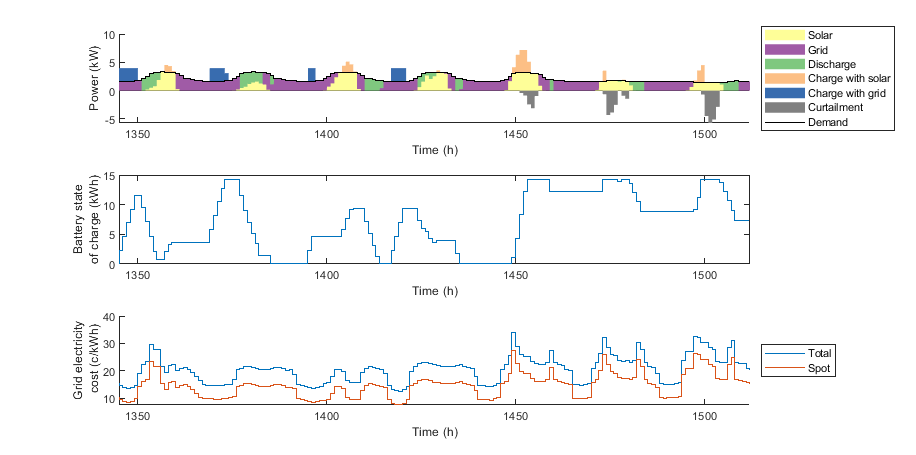 10
5
0
-5
Power (kW)
1350
1400
1450
1500
Time (h)
Solar
Grid
Discharge
Charge with solar
Charge with grid
Curtailment
Demand
15
10
5
0
Battery state
of charge (kWh)
1350
1400
1450
1500
Time (h)
40
30
20
10
Grid electricity
cost (c/kWh)
1350
1400
1450
1500
Time (h)
Total
Spot